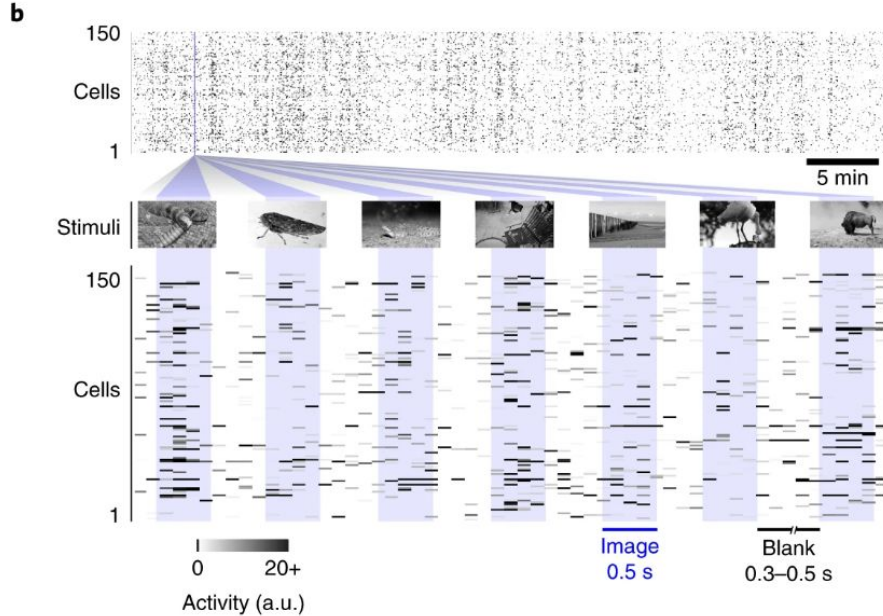 b
150
Cells
1
5 min
Stimuli
150
Cells
1
Image
0.5 s
Blank
0.3–0.5 s
0 20+
Activity (a.u.)